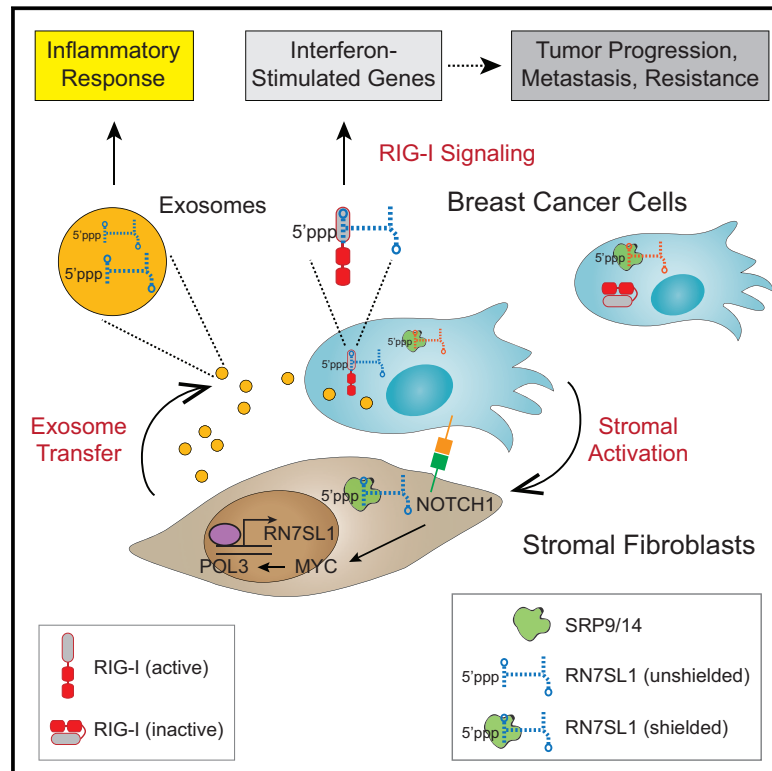 Inflammatory
Response
Interferon-
Stimulated Genes
Tumor Progression,
Metastasis, Resistance
RIG-I Signaling
Exosomes
Breast Cancer Cells
5'ppp
5'ppp
5'ppp
5'ppp
5'ppp
5'ppp
Exosome
Transfer
Stromal
Activation
5'ppp
NOTCH1
RN7SL1
POL3
MYC
Stromal Fibroblasts
RIG-I (active)
RIG-I (inactive)
SRP9/14
5'ppp
RN7SL1 (unshielded)
5'ppp
RN7SL1 (shielded)